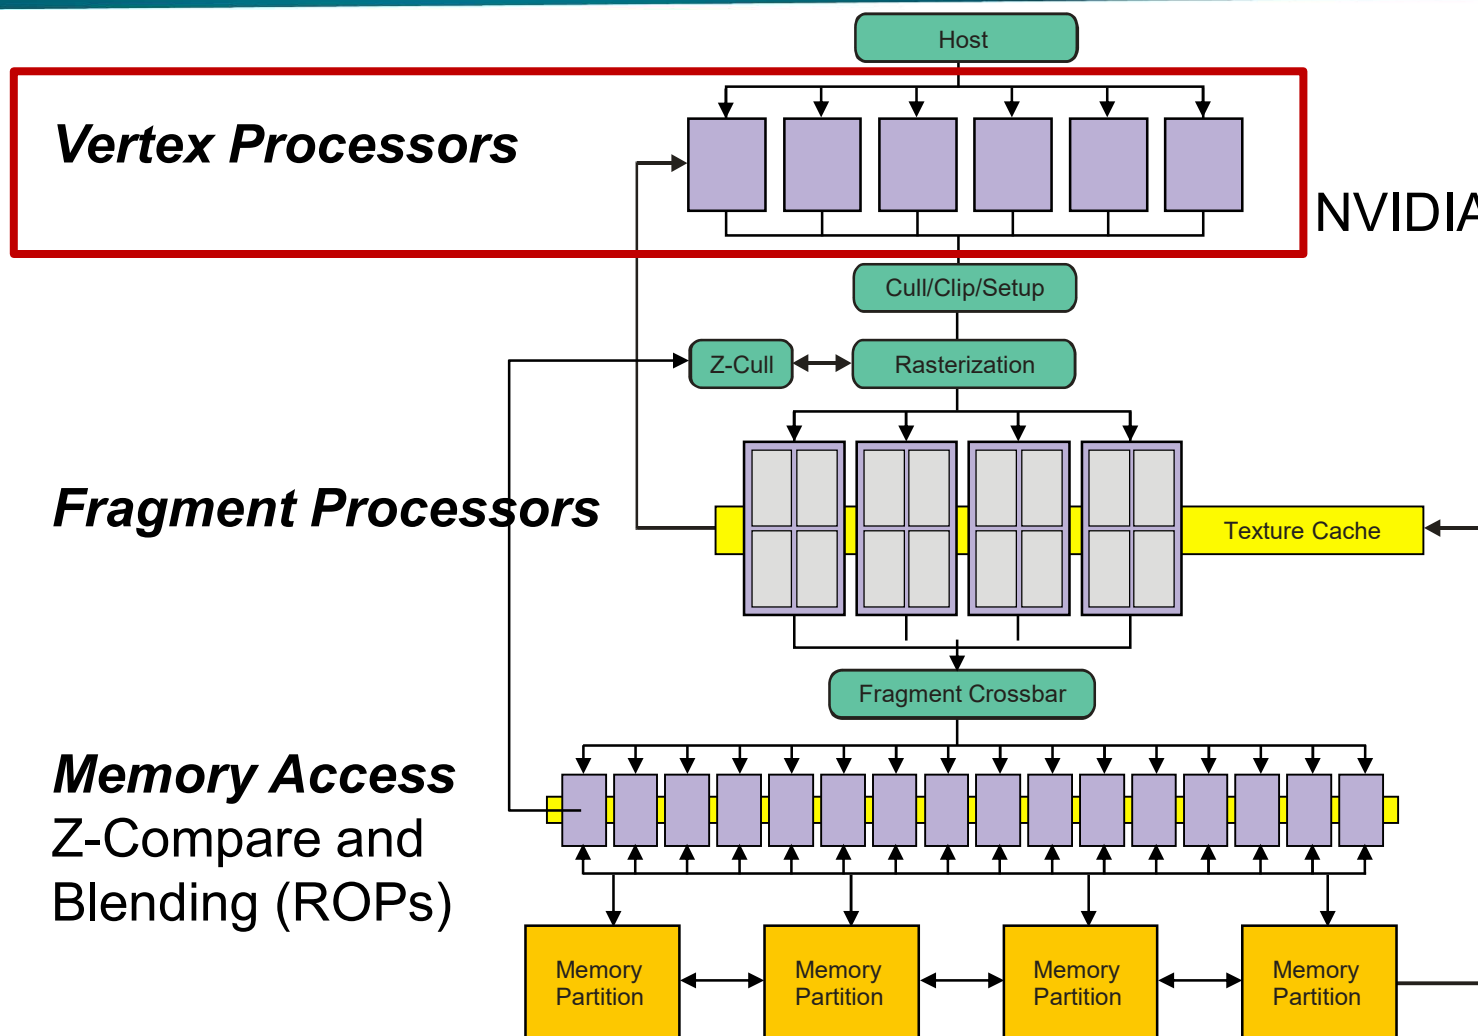 Host
Vertex Processors
NVIDIA
Cull/Clip/Setup
Z-Cull
Rasterization
Fragment Processors
Texture Cache
Fragment Crossbar
Memory Access
Z-Compare and
Blending (ROPs)
Memory
Partition
Memory
Partition
Memory
Partition
Memory
Partition